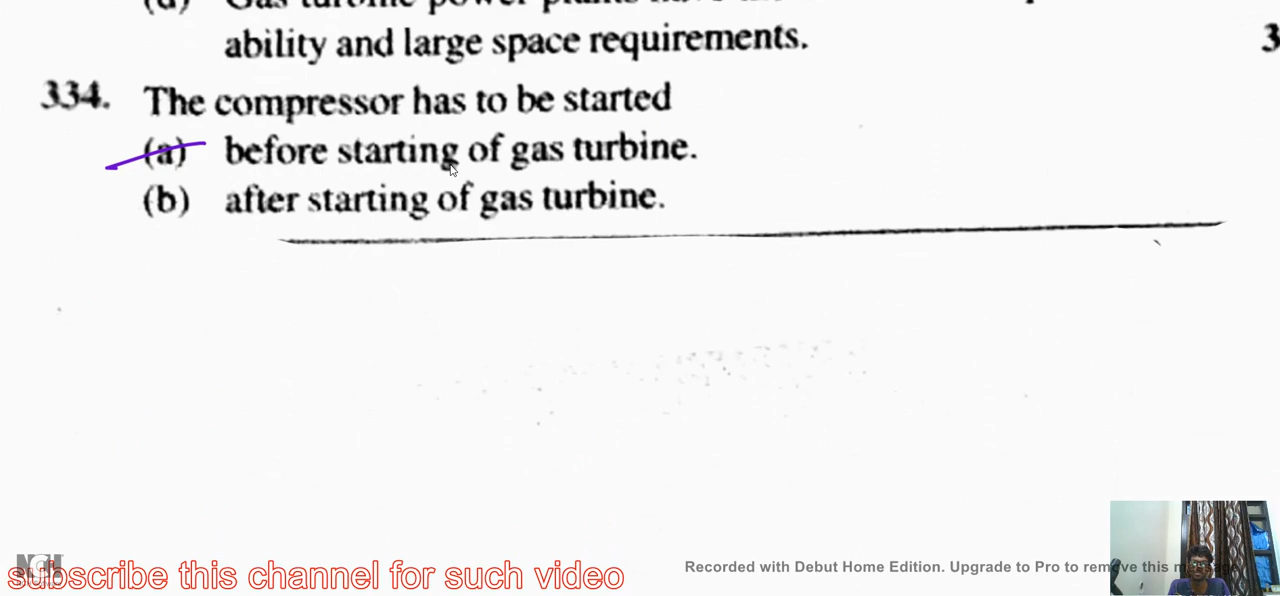 ability and large space requirements.
3
334. The compressor has to be started
(a) before starting of gas turbine.
(b) after starting of gas turbine.
subscribe this channel for such video
Recorded with Debut Home Edition. Upgrade to Pro to remove this